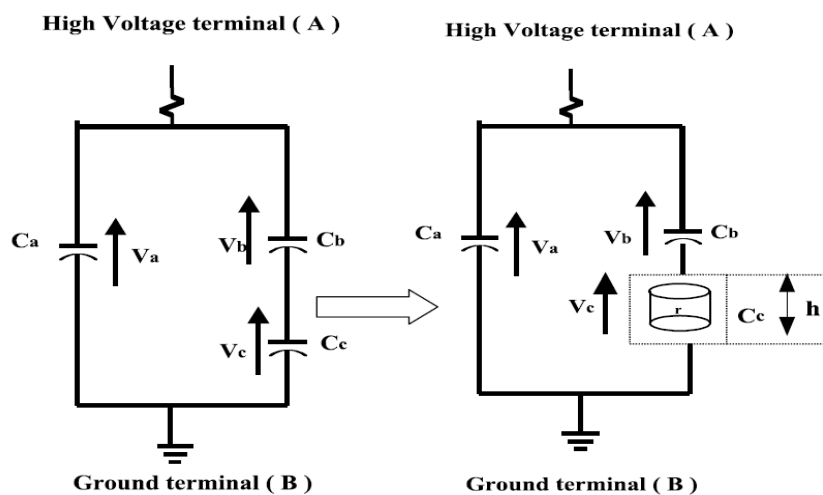 High Voltage terminal ( A )
Ca
Va
Vb
Cb
Vc
Cc
Ground terminal ( B )
High Voltage terminal ( A )
Ca
Va
Vb
Cb
Vc
r
Cc
h
Ground terminal ( B )